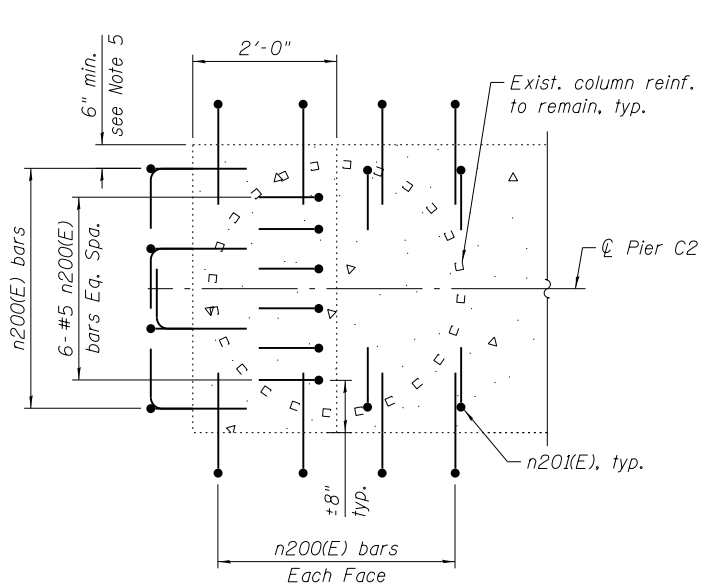 2'-0"
6" min.
see Note 5
Exist. column reinf.
to remain, typ.
℄ Pier C2
n200(E) bars
6-#5 n200(E)
bars Eq. Spa.
n201(E), typ.
±8"
typ.
n200(E) bars
Each Face